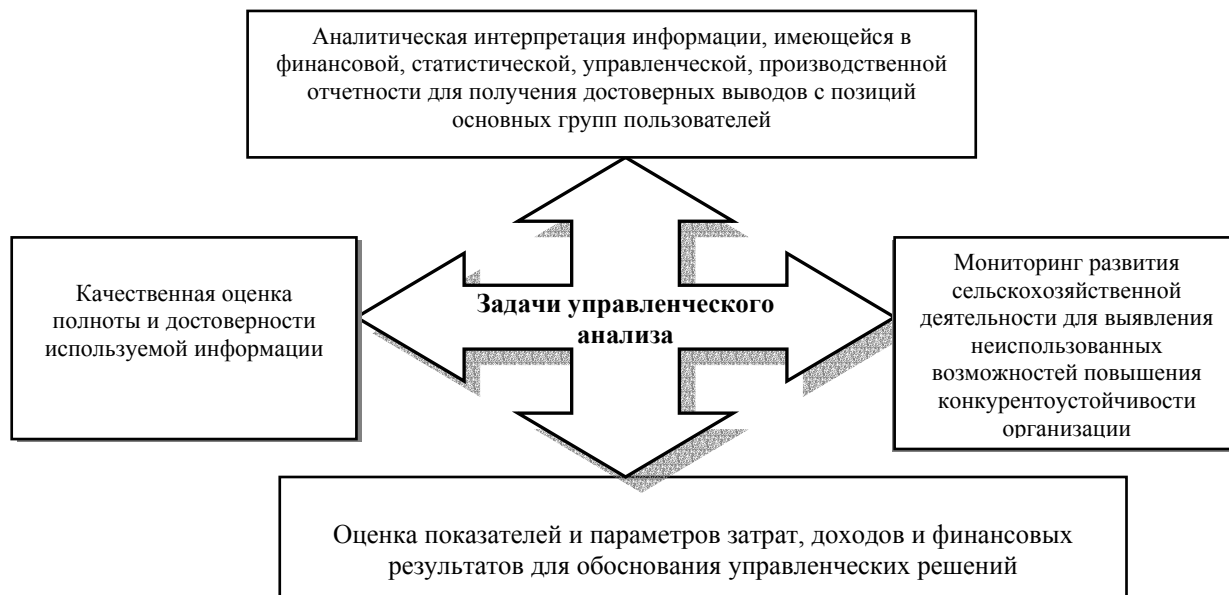 Аналитическая интерпретация информации, имеющейся в
финансовой, статистической, управленческой, производственной
отчетности для получения достоверных выводов с позиций
основных групп пользователей
Качественная оценка
полноты и достоверности
используемой информации
Задачи управленческого
анализа
Мониторинг развития
сельскохозяйственной
деятельности для выявления
неиспользованных
возможностей повышения
конкурентоустойчивости
организации
Оценка показателей и параметров затрат, доходов и финансовых
результатов для обоснования управленческих решений